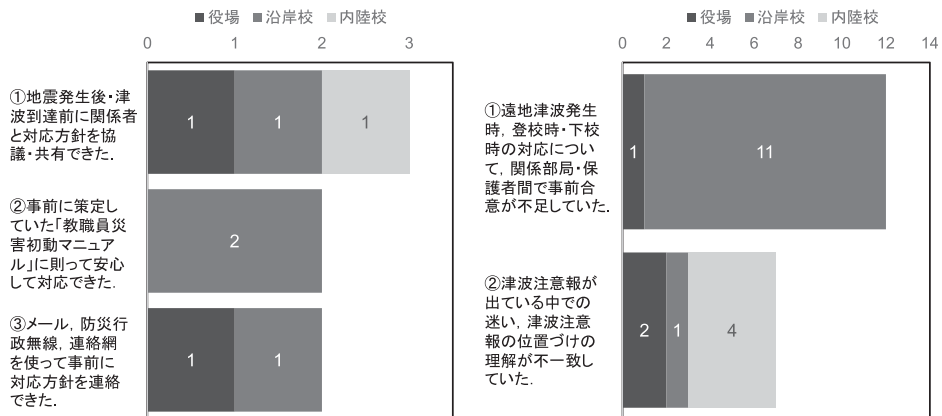 ■役場 ■沿岸校 ■内陸校
0 1 2 3
①地震発生後・津
波到達前に関係者
と対応方針を協
議・共有できた.
1 1 1
②事前に策定し
ていた「教職員災
害初動マニュア
ル」に則って安心
して対応できた.
2
③メール，防災行
政無線，連絡網
を使って事前に
対応方針を連絡
できた.
1 1
■役場 ■沿岸校 ■内陸校
0 2 4 6 8 10 12 14
①遠地津波発生
時，登校時・下校
時の対応につい
て，関係部局・保
護者間で事前合
意が不足していた.
1 11
②津波注意報が
出ている中での
迷い，津波注意
報の位置づけの
理解が不一致し
ていた.
2 1 4